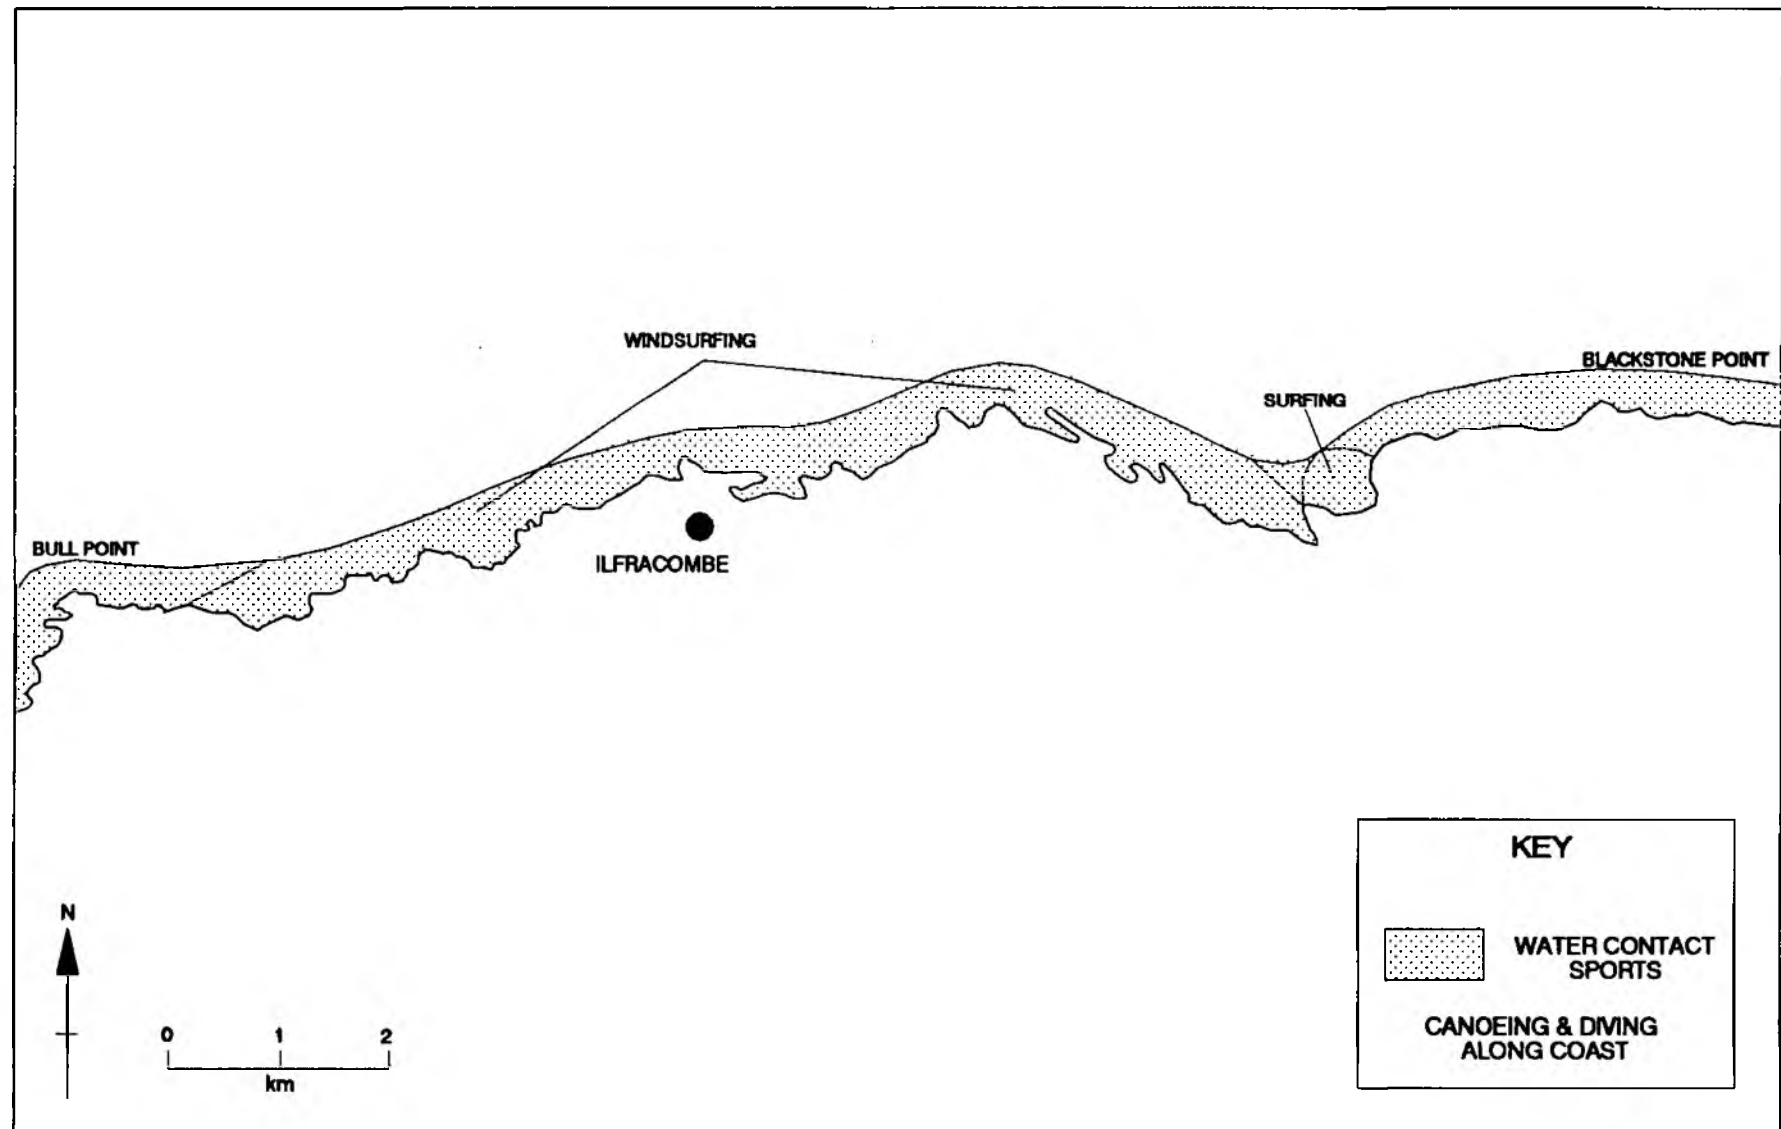 WINDSURFING
BLACKSTONE POINT
SURFING
BULL POINT
ILFRACOMBE
KEY
WATER CONTACT
SPORTS
CANOEING & DIVING
ALONG COAST
N
0 1 2
km